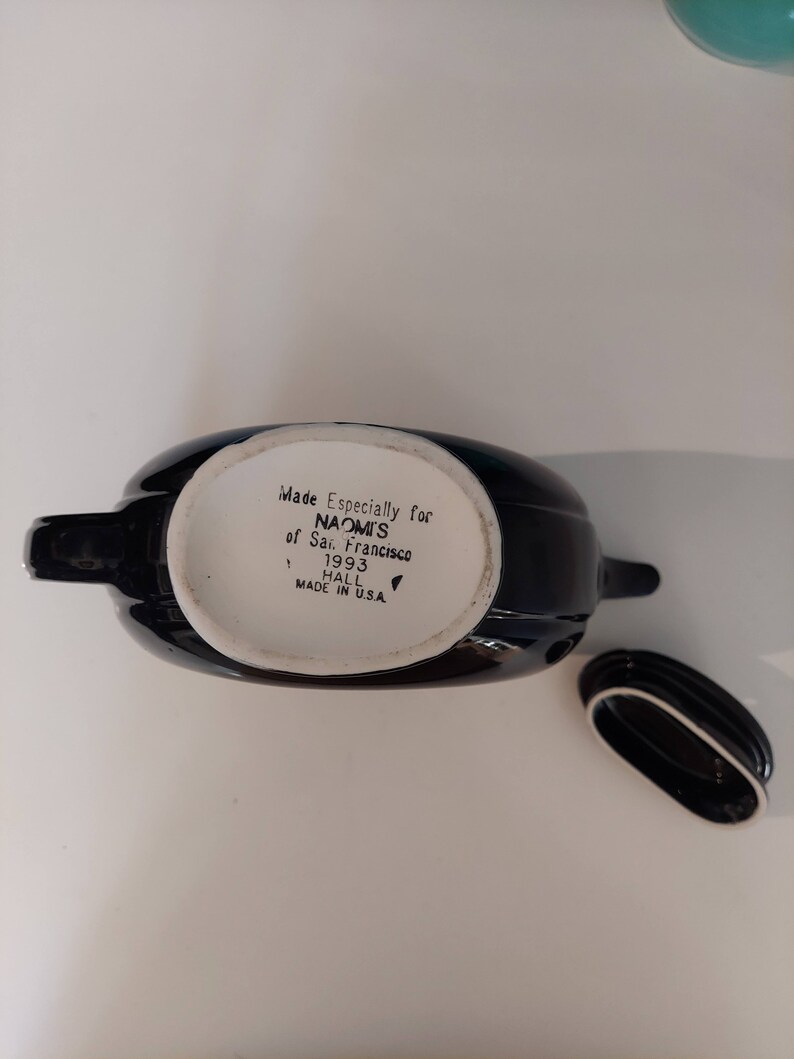 Made Especially for
NAOMI'S
of San Francisco
1993
HALL
MADE IN U.S.A.